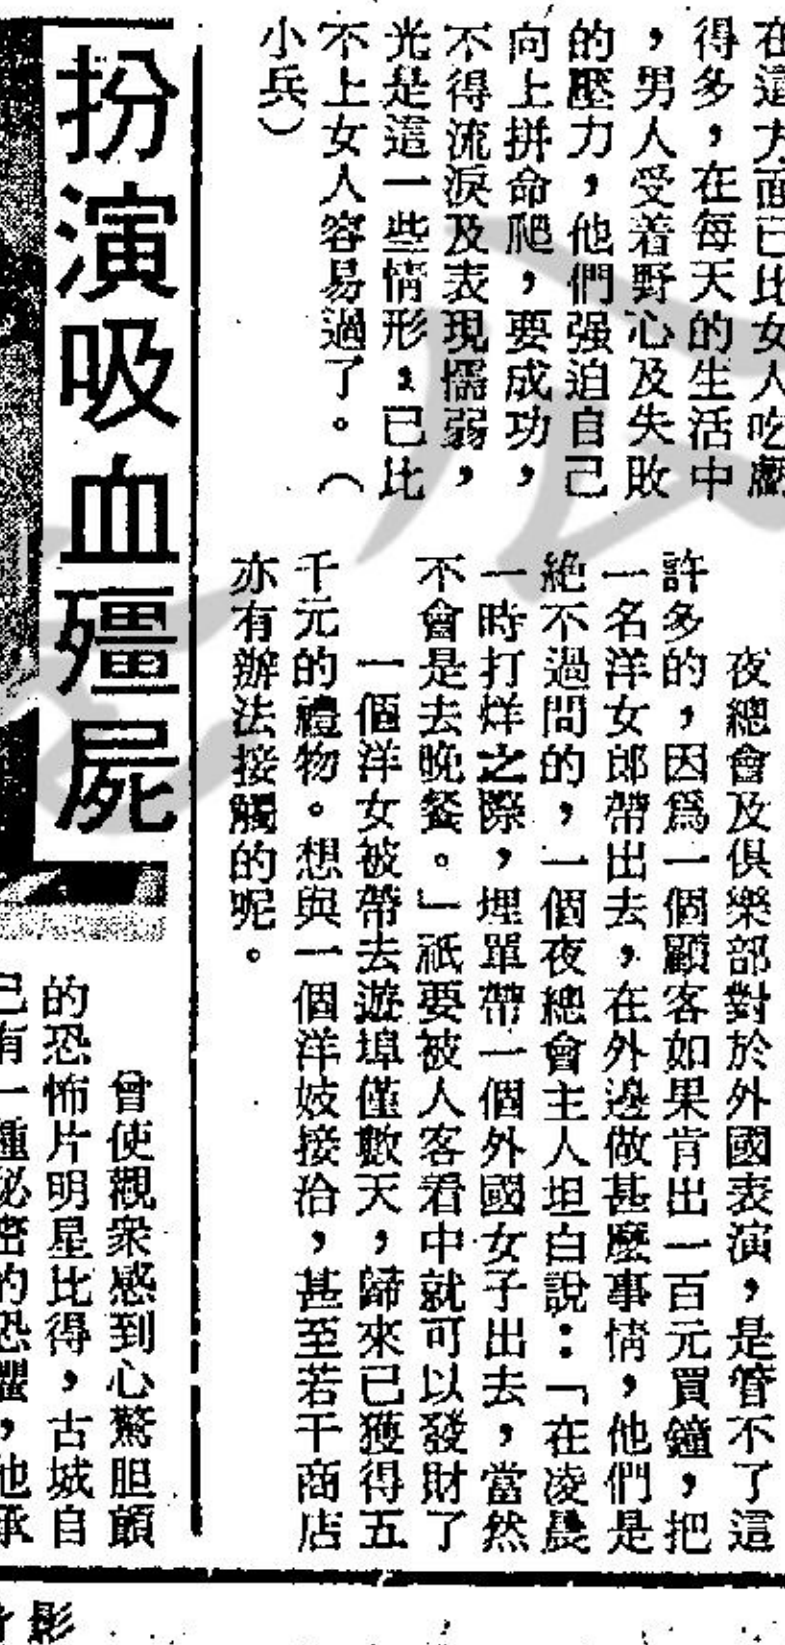 在這方面已比女人吃虧
得多，在每天的生活中
，男人受着野心及失敗
的壓力，他們强迫自己
向上拼命爬，要成功，
不得流淚及表現懦弱，
光是這一些情形，已比
不上女人容易過了。（
小兵）
夜總會及俱樂部對於外國表演，是管不了這
許多的，因爲一個顧客如果肯出一百元買鐘，把
一名洋女郎帶出去，在外邊做甚麼事情，他們是
絕不過問的，一個夜總會主人坦白說：「在凌晨
一時打烊之際，埋單帶一個外國女子出去，當然
不會是去晚餐。」祇要被人客看中就可以發財了
一個洋女被帶去遊埠僅數天，歸來已獲得五
千元的禮物。想與一個洋妓接洽，甚至若干商店
亦有辦法接觸的呢。
扮演吸血殭屍
曾使觀衆感到心驚胆顫
的恐怖片明星比得，古城自
己有一種秘密的恐懼，他承
影